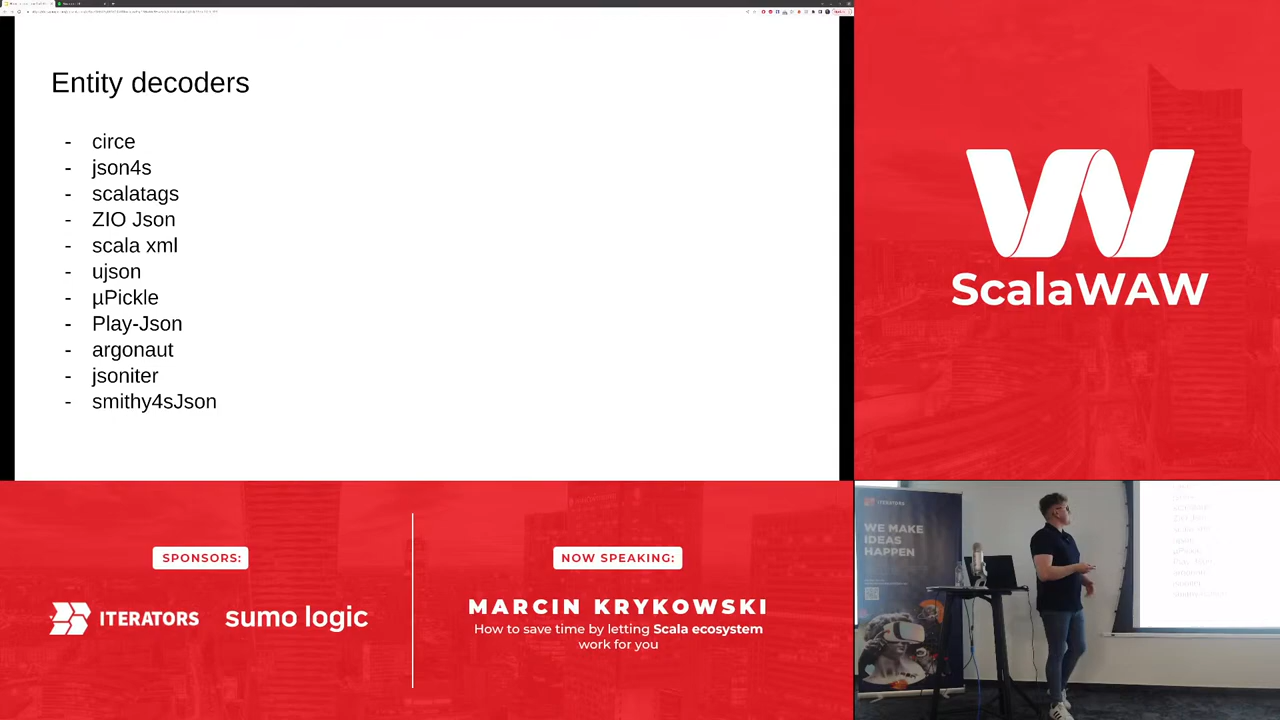 Entity decoders
- circe
- json4s
- scalatags
- ZIO Json
- scala xml
- ujson
- µPickle
- Play-Json
- argonaut
- jsoniter
- smithy4sJson
ScalaWAW
SPONSORS:
ITERATORS
sumo logic
NOW SPEAKING:
MARCIN KRYKOWSKI
How to save time by letting Scala ecosystem
work for you
ITERATORS
WE MAKE
IDEAS
HAPPEN